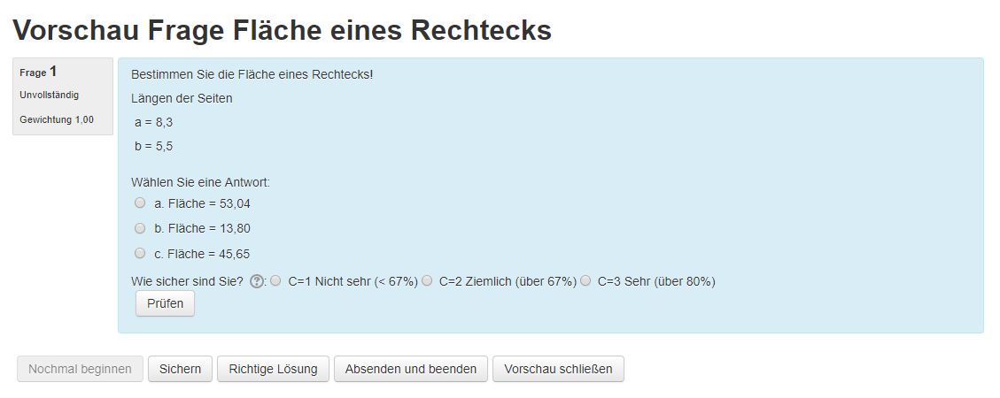 Vorschau Frage Fläche eines Rechtecks
Frage 1
Unvollständig
Gewichtung 1,00
Bestimmen Sie die Fläche eines Rechtecks!
Längen der Seiten
a = 8,3
b = 5,5
Wählen Sie eine Antwort:
a. Fläche = 53,04
b. Fläche = 13,80
c. Fläche = 45,65
Wie sicher sind Sie? ?: C=1 Nicht sehr (< 67%) C=2 Ziemlich (über 67%) C=3 Sehr (über 80%)
Prüfen
Nochmal beginnen Sichern Richtige Lösung Absenden und beenden Vorschau schließen